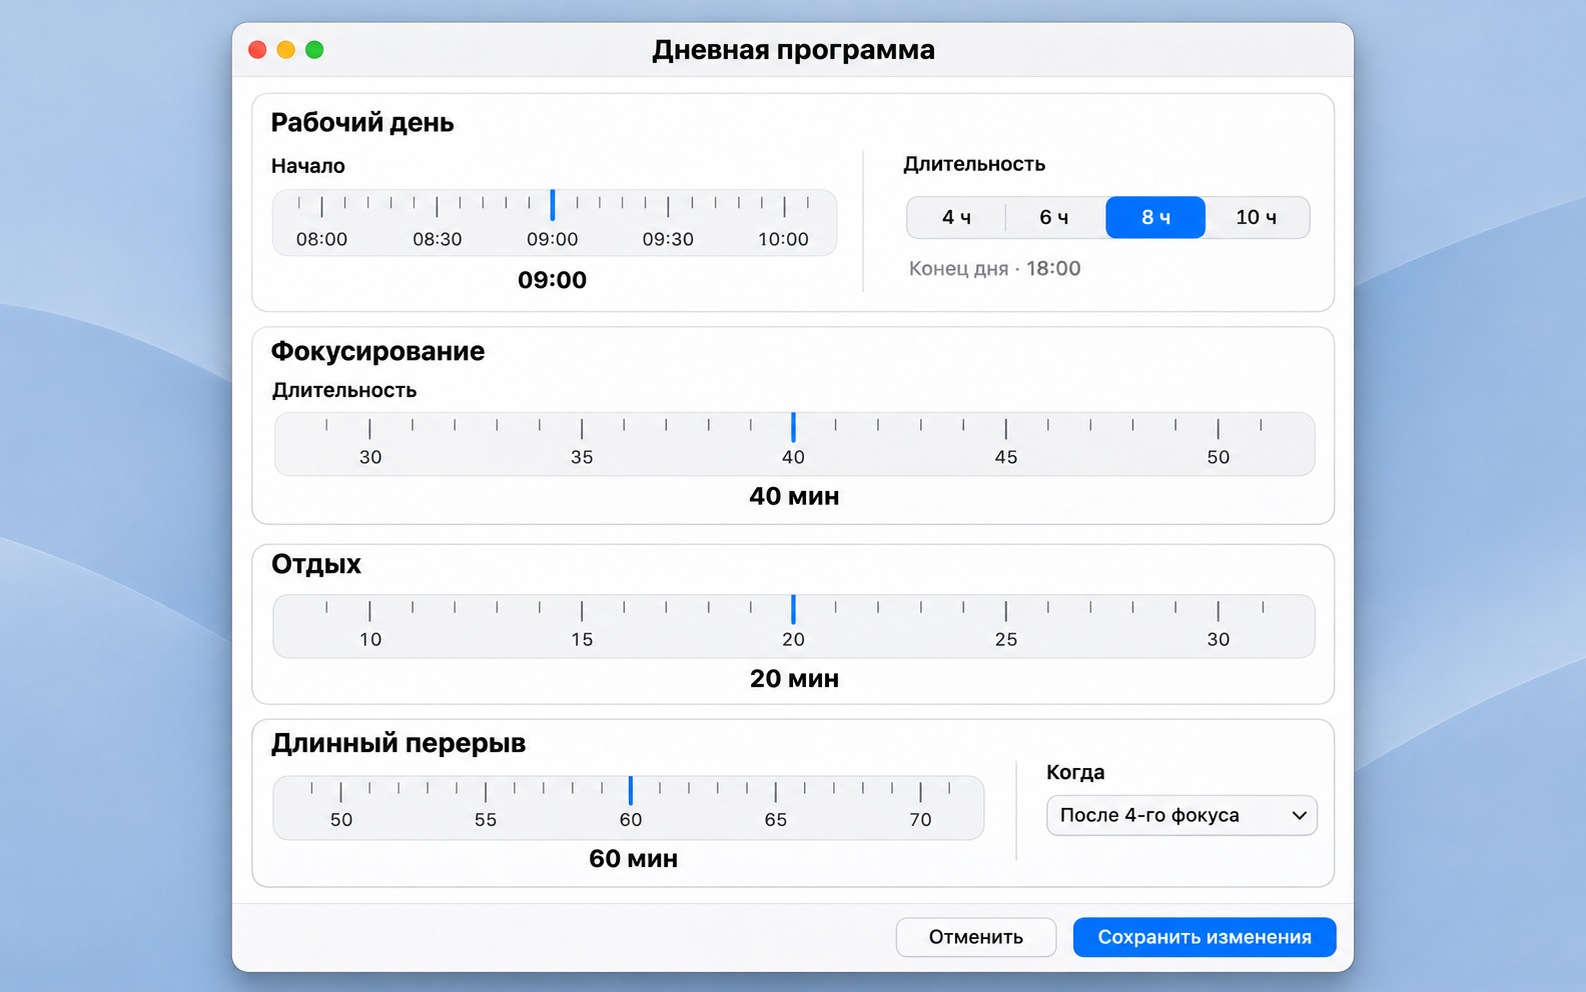 Дневная программа
Рабочий день
Начало
08:00 08:30 09:00 09:30 10:00
09:00
Длительность
4 ч 6 ч 8 ч 10 ч
Конец дня · 18:00
Фокусирование
Длительность
30 35 40 45 50
40 мин
Отдых
10 15 20 25 30
20 мин
Длинный перерыв
50 55 60 65 70
60 мин
Когда
После 4-го фокуса
Отменить Сохранить изменения